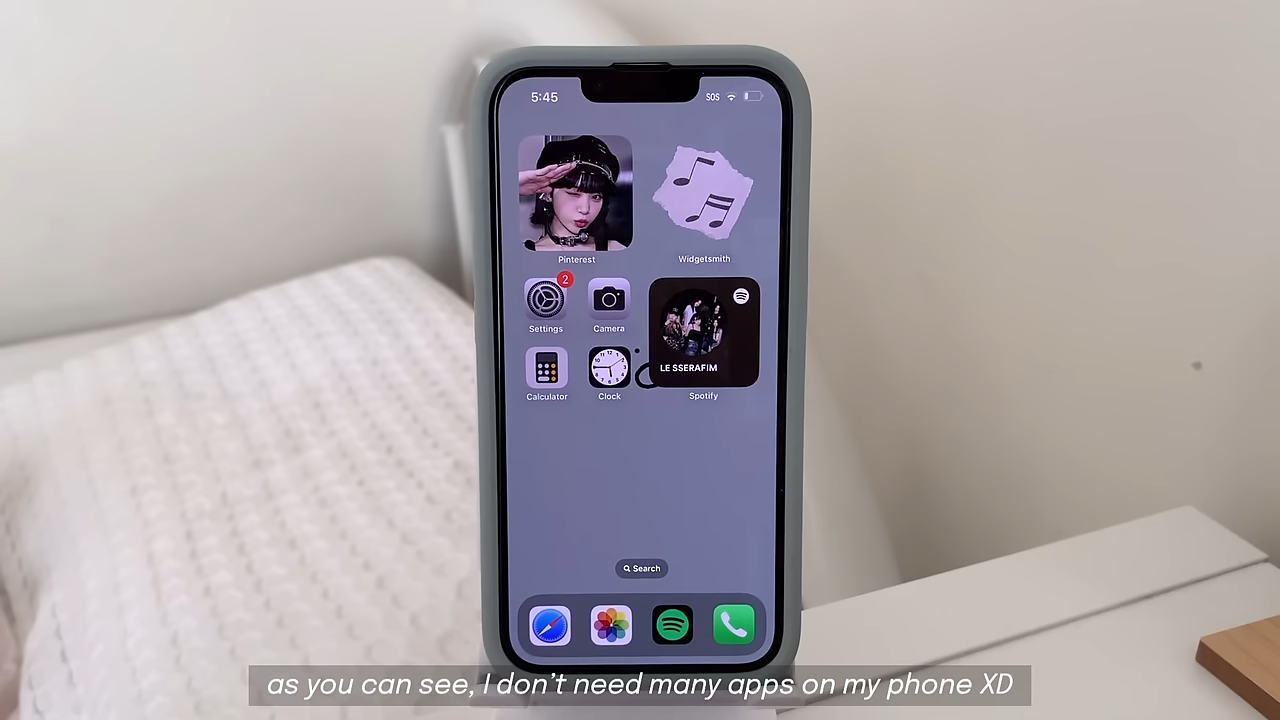 5:45
SOS
Pinterest
Widgetsmith
2
Settings
Camera
LE SSERAFIM
Calculator
Clock
Spotify
Search
as you can see, I don't need many apps on my phone XD